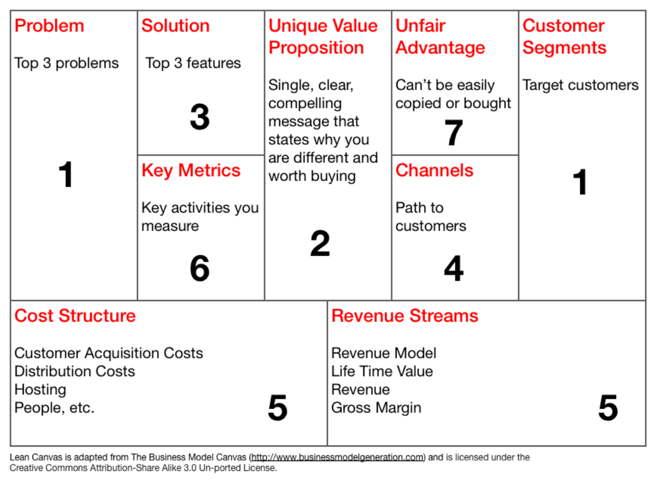 Problem
Top 3 problems
1
Solution
Top 3 features
3
Key Metrics
Key activities you
measure
6
Unique Value
Proposition
Single, clear,
compelling
message that
states why you
are different and
worth buying
2
Unfair
Advantage
Can’t be easily
copied or bought
7
Channels
Path to
customers
4
Customer
Segments
Target customers
1
Cost Structure
Customer Acquisition Costs
Distribution Costs
Hosting
People, etc.
5
Revenue Streams
Revenue Model
Life Time Value
Revenue
Gross Margin
5
Lean Canvas is adapted from The Business Model Canvas (http://www.businessmodelgeneration.com) and is licensed under the
Creative Commons Attribution-Share Alike 3.0 Un-ported License.